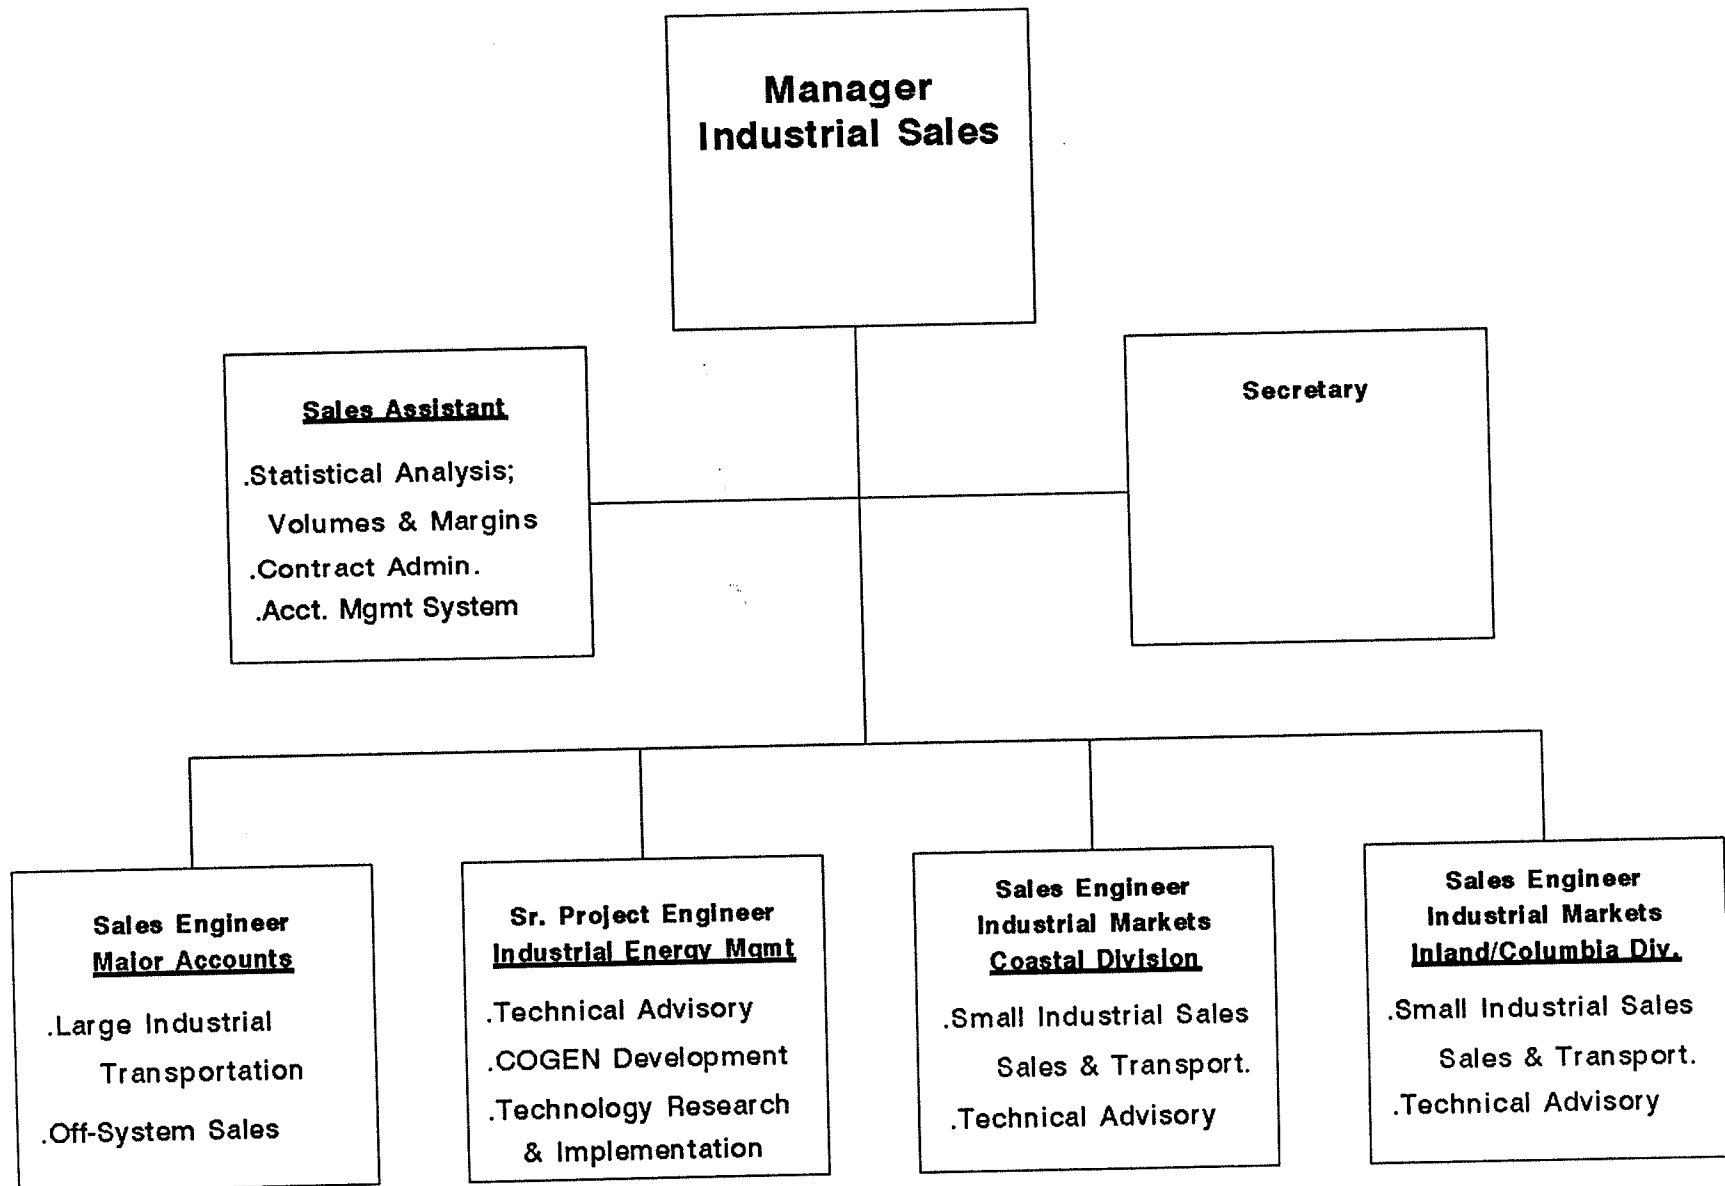 Manager
Industrial Sales
Sales Assistant
.Statistical Analysis;
Volumes & Margins
.Contract Admin.
.Acct. Mgmt System
Secretary
Sales Engineer
Major Accounts
.Large Industrial
Transportation
.Off-System Sales
Sr. Project Engineer
Industrial Energy Mgmt
.Technical Advisory
.COGEN Development
.Technology Research
& Implementation
Sales Engineer
Industrial Markets
Coastal Division
.Small Industrial Sales
Sales & Transport.
.Technical Advisory
Sales Engineer
Industrial Markets
Inland/Columbia Div.
.Small Industrial Sales
Sales & Transport.
.Technical Advisory